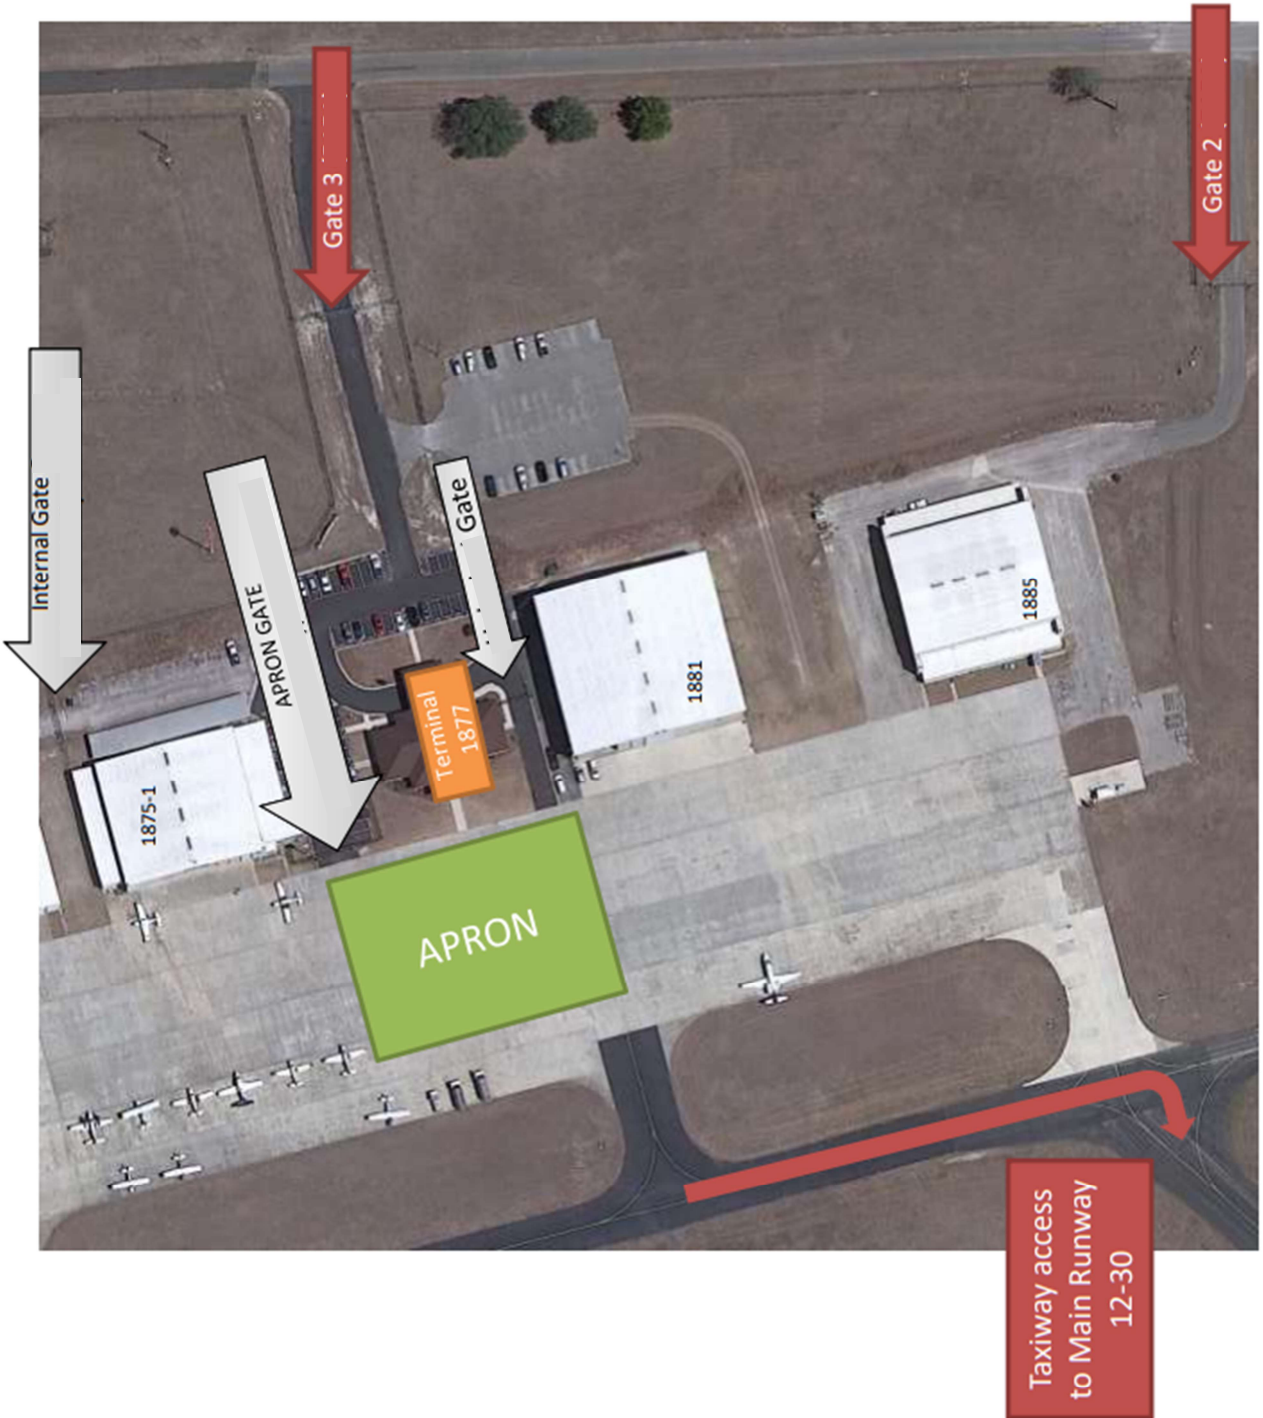 Gate 2
Gate 3
Internal Gate
APRON GATE
Gate
1885
1881
Terminal
1877
1875-1
APRON
Taxiway access
to Main Runway
12-30